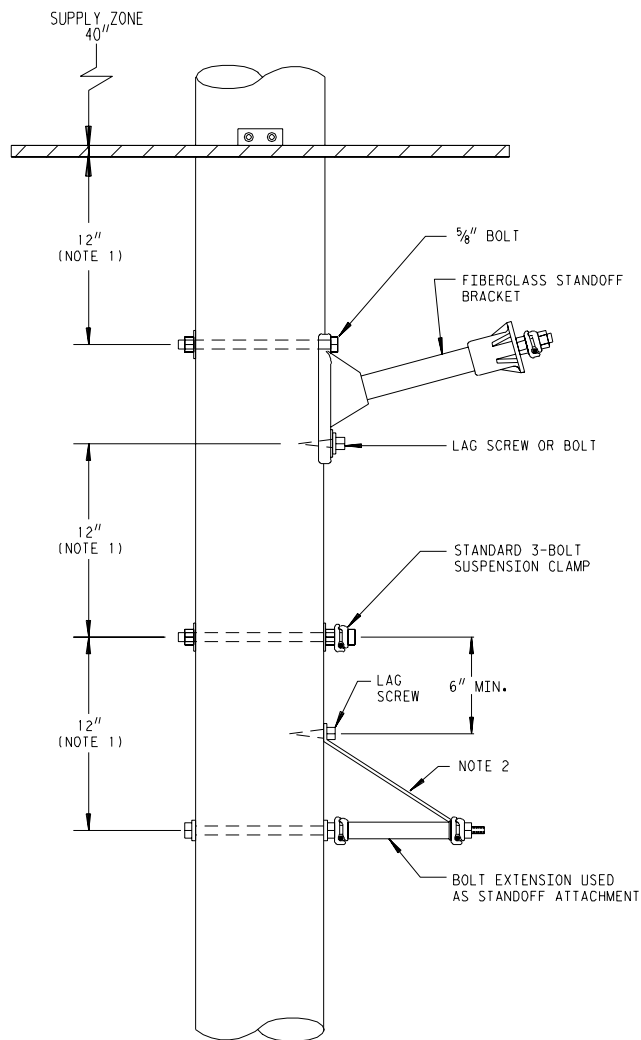 SUPPLY ZONE
40"
12"
(NOTE 1)
5/8" BOLT
FIBERGLASS STANDOFF
BRACKET
LAG SCREW OR BOLT
12"
(NOTE 1)
STANDARD 3-BOLT
SUSPENSION CLAMP
LAG
SCREW
6" MIN.
12"
(NOTE 1)
NOTE 2
BOLT EXTENSION USED
AS STANDOFF ATTACHMENT